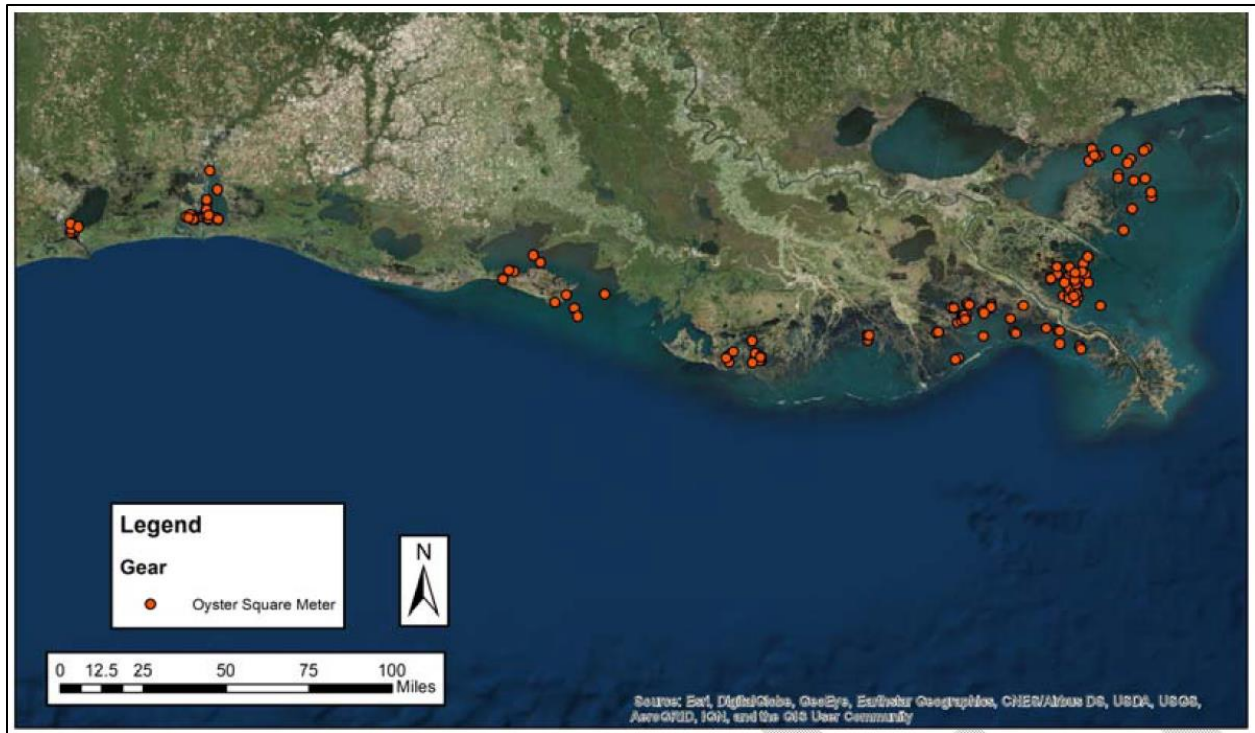 Legend
Gear
Oyster Square Meter
N
0 12.5 25 50 75 100
Miles
Source: Esri, DigitalGlobe, GeoEye, Earthstar Geographics, CNES/Airbus DS, USDA, USGS,
AeroGRID, IGN, and the GIS User Community